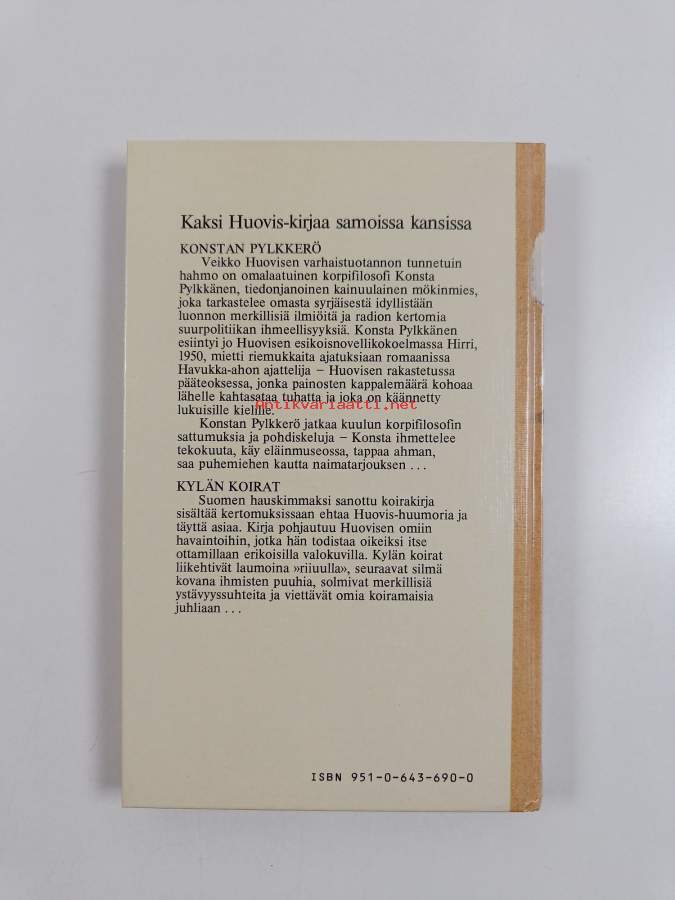 Kaksi Huovis-kirjaa samoissa kansissa
KONSTAN PYLKKERÖ
Veikko Huovisen varhaistuotannon tunnetuin
hahmo on omalaatuinen korpifilosofi Konsta
Pylkkänen, tiedonjanoinen kainuulainen mökinmies,
joka tarkastelee omasta syrjäisestä idyllistään
luonnon merkillisiä ilmiöitä ja radion kertomia
suurpolitiikan ihmeellisyyksiä. Konsta Pylkkänen
esiintyi jo Huovisen esikoisnovellikokoelmassa Hirri,
1950, mietti riemukkaita ajatuksiaan romaanissa
Havukka-ahon ajattelija – Huovisen rakastetussa
pääteoksessa, jonka painosten kappalemäärä kohoaa
lähelle kahtasataa tuhatta ja joka on käännetty
Antikvariaatti.net
lukuisille kielille.
Konstan Pylkkerö jatkaa kuulun korpifilosofin
sattumuksia ja pohdiskeluja – Konsta ihmettelee
tekokuuta, käy eläinmuseossa, tappaa ahman,
saa puhemiehen kautta naimatarjouksen . . .
KYLÄN KOIRAT
Suomen hauskimmaksi sanottu koirakirja
sisältää kertomuksissaan ehtaa Huovis-huumoria ja
täyttä asiaa. Kirja pohjautuu Huovisen omiin
havaintoihin, jotka hän todistaa oikeiksi itse
ottamillaan erikoisilla valokuvilla. Kylän koirat
liikehtivät laumoina »riiuulla», seuraavat silmä
kovana ihmisten puuhia, solmivat merkillisiä
ystävyyssuhteita ja viettävät omia koiramaisia
juhliaan . . .
ISBN 951-0-643-690-0